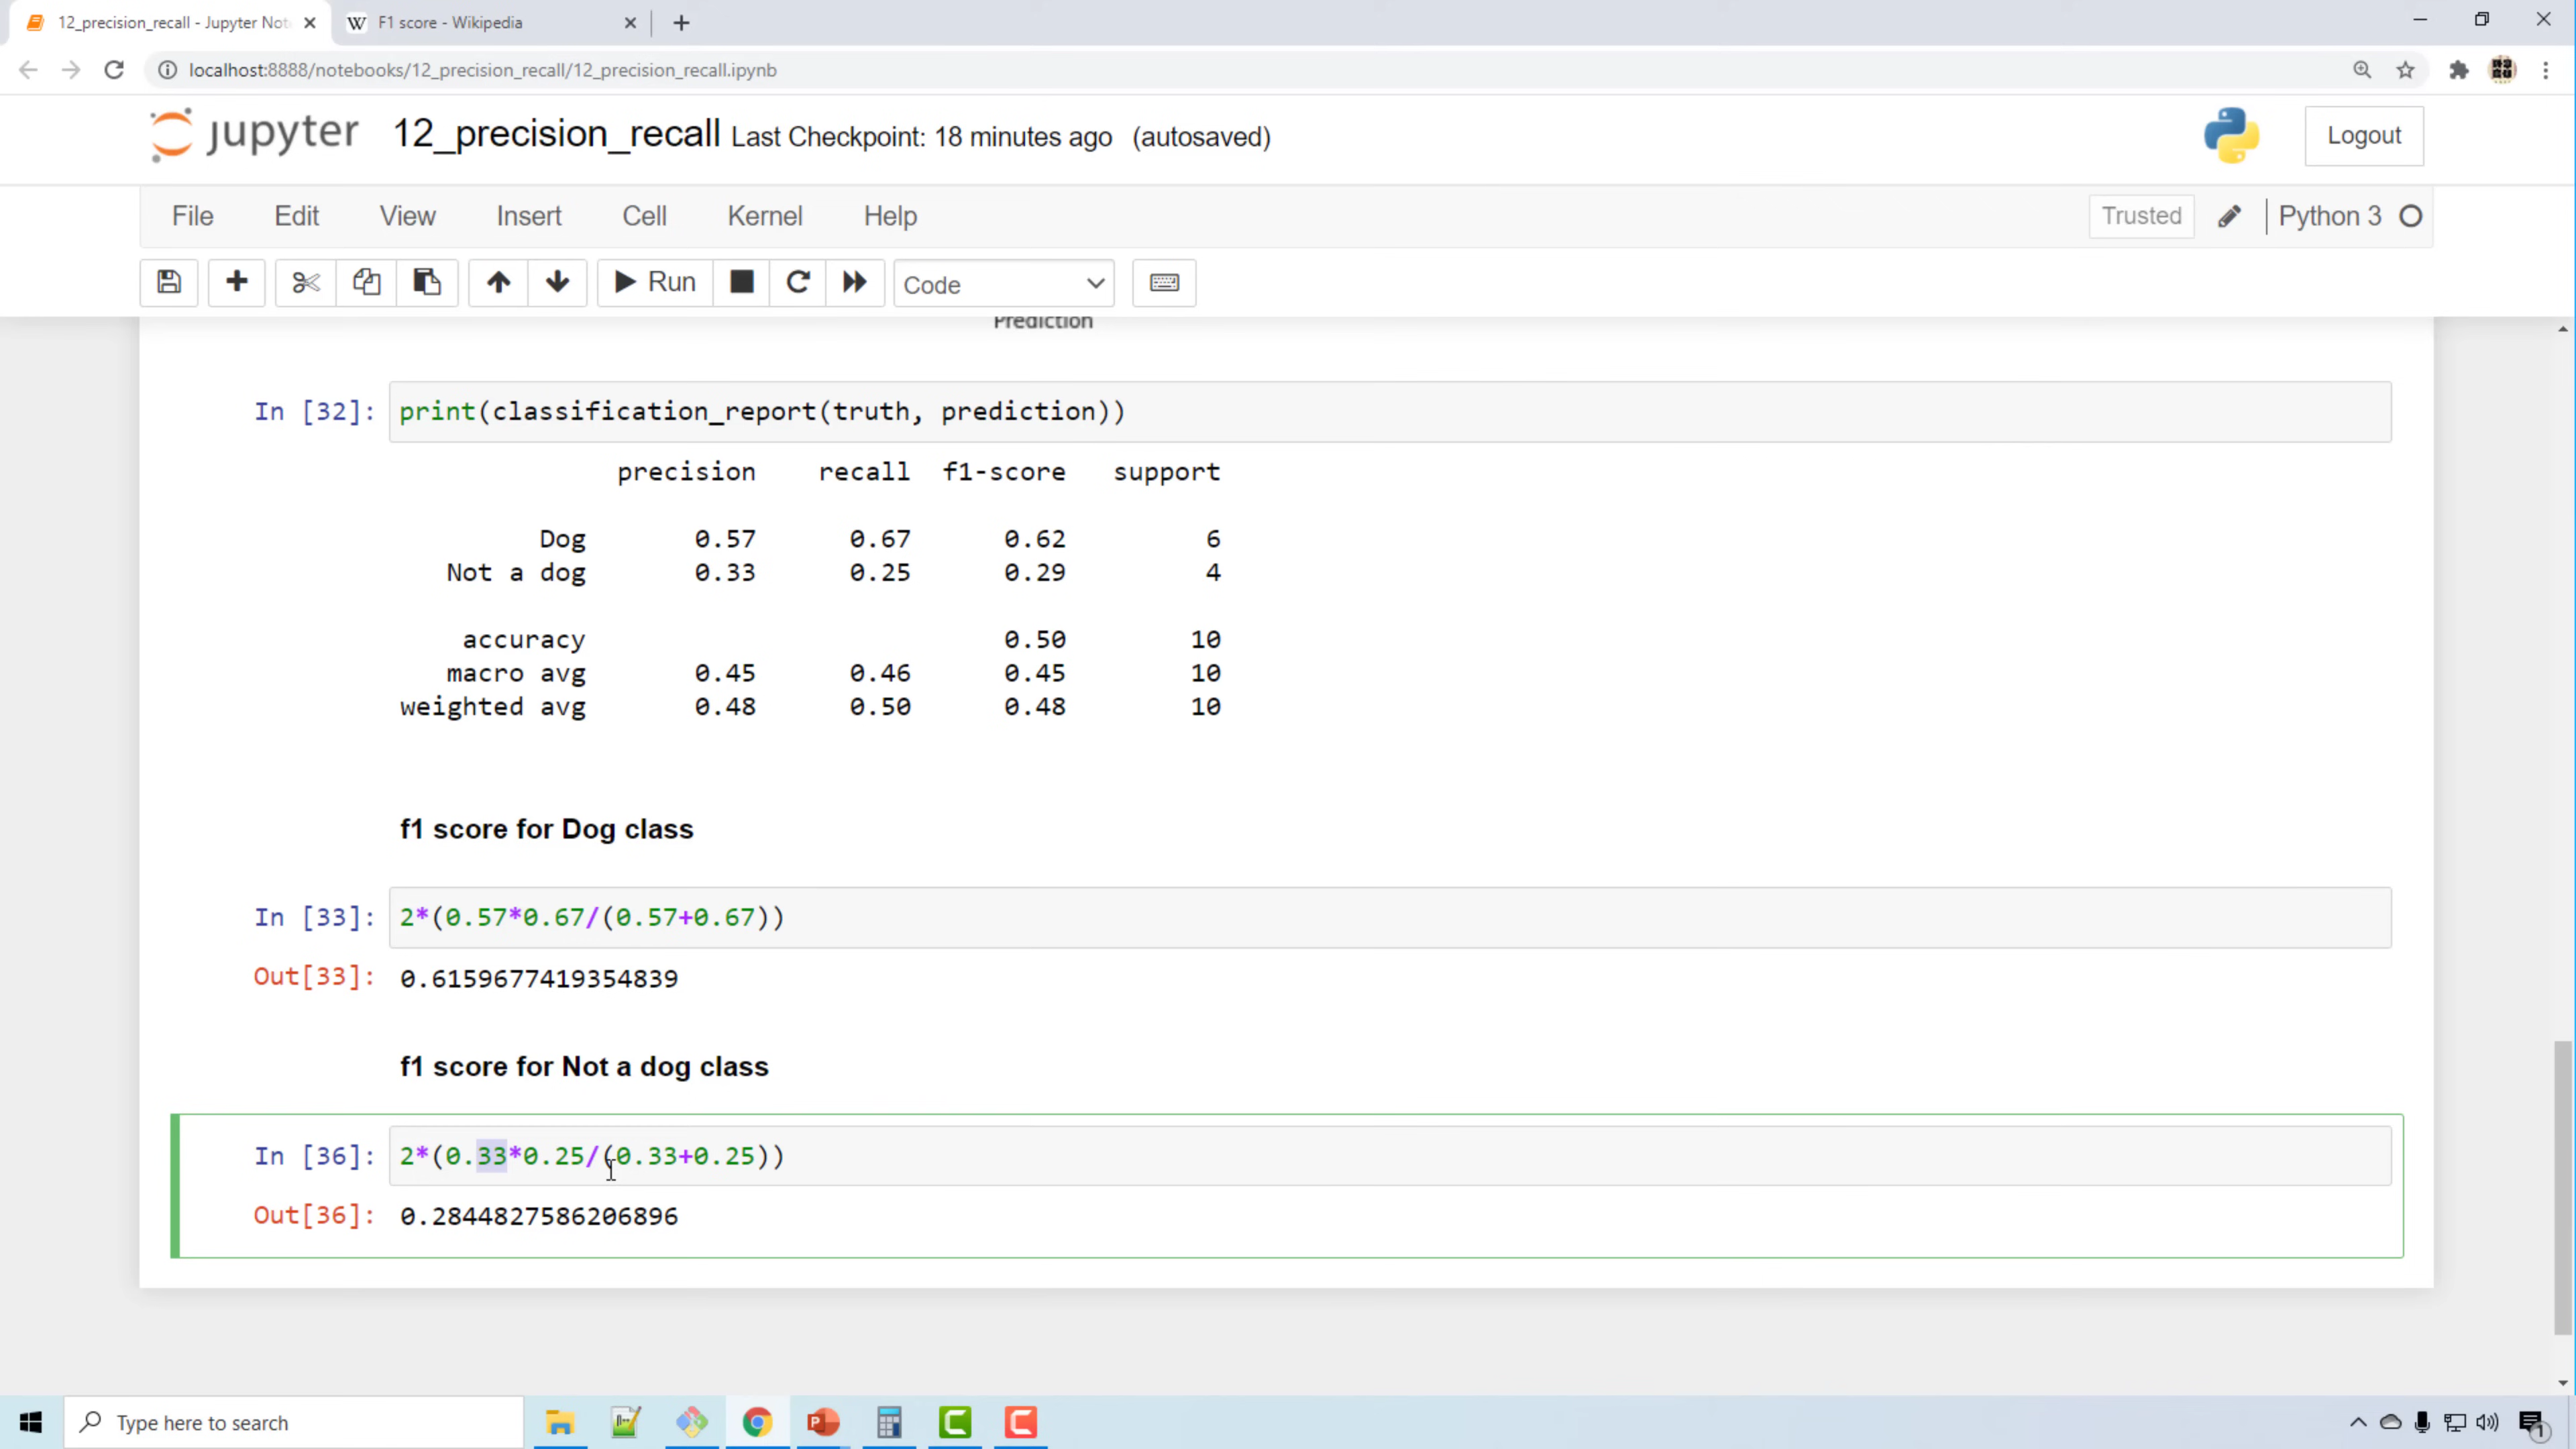 12_precision_recall - Jupyter Not
F1 score - Wikipedia
localhost:8888/notebooks/12_precision_recall/12_precision_recall.ipynb
jupyter 12_precision_recall Last Checkpoint: 18 minutes ago (autosaved)
Logout
File Edit View Insert Cell Kernel Help
Trusted
Python 3
Run
Code
Prediction
In [32]: print(classification_report(truth, prediction))
precision recall f1-score support
Dog 0.57 0.67 0.62 6
Not a dog 0.33 0.25 0.29 4
accuracy 0.50 10
macro avg 0.45 0.46 0.45 10
weighted avg 0.48 0.50 0.48 10
f1 score for Dog class
In [33]: 2*(0.57*0.67/(0.57+0.67))
Out[33]: 0.6159677419354839
f1 score for Not a dog class
In [36]: 2*(0.33*0.25/(0.33+0.25))
Out[36]: 0.2844827586206896
Type here to search
1